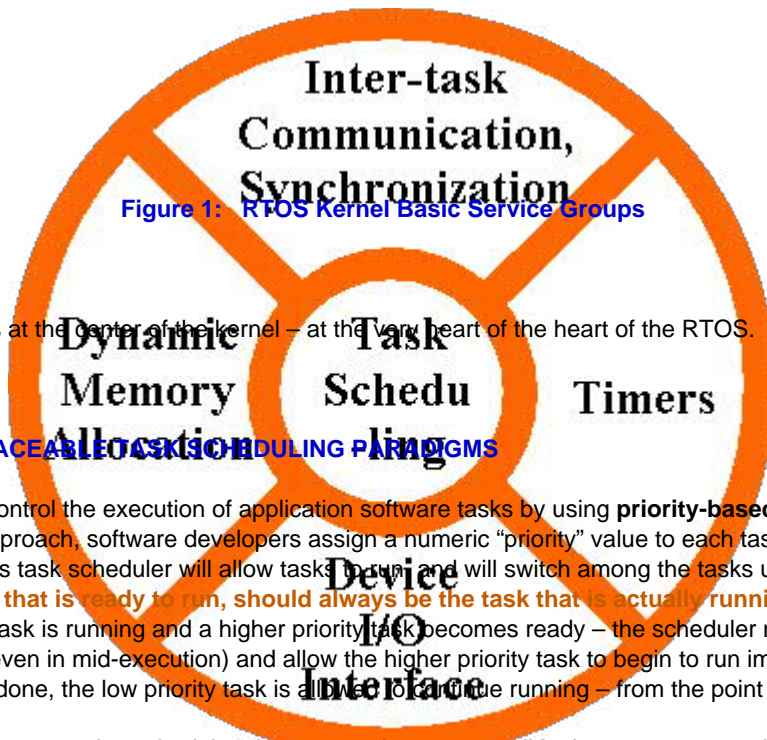 Inter-task
Communication,
Synchronization
Figure 1: RTOS Kernel Basic Service Groups
at the center of the kernel – at the very heart of the heart of the RTOS.
Dynamic
Memory
Allocation
Task
Schedu
ling
Timers
ACEABLE TASK SCHEDULING PARADIGMS
ontrol the execution of application software tasks by using priority-based
proach, software developers assign a numeric “priority” value to each tas
s task scheduler will allow tasks to run, and will switch among the tasks u
that is ready to run, should always be the task that is actually runni
ask is running and a higher priority task becomes ready – the scheduler
even in mid-execution) and allow the higher priority task to begin to run im
done, the low priority task is allowed to continue running – from the point
Device
I/O
Interface